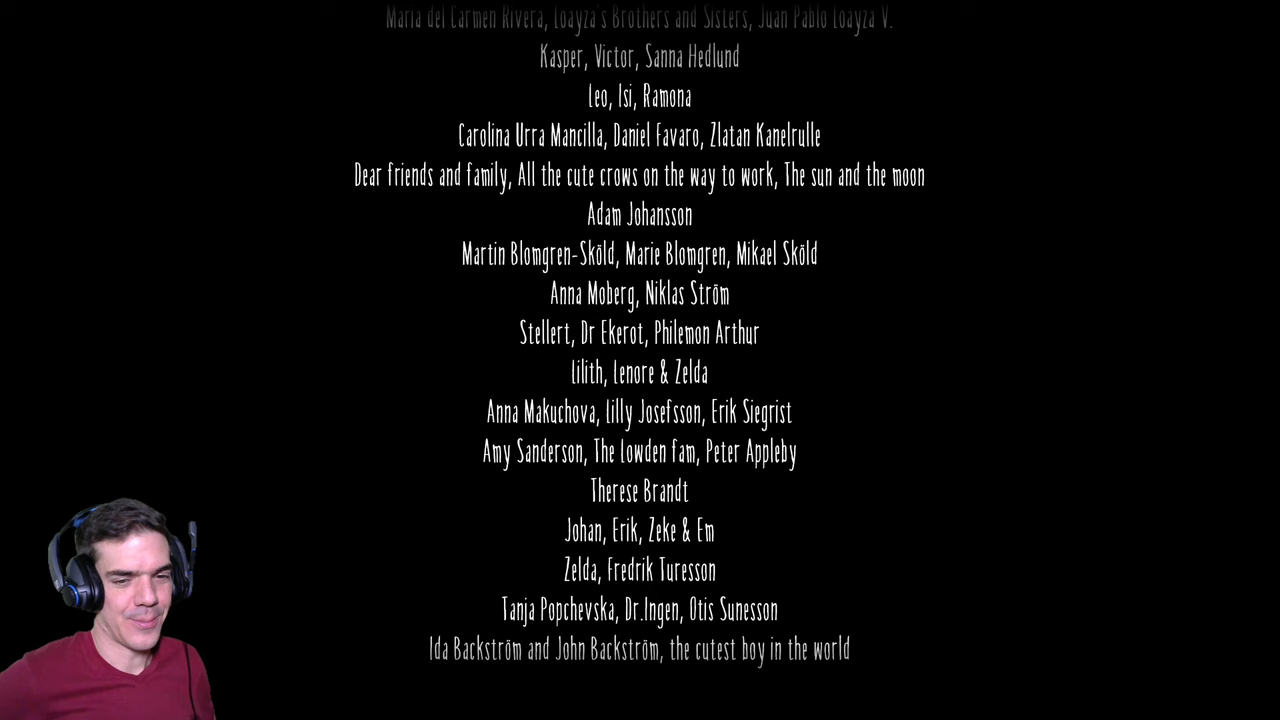 Maria del Carmen Rivera, Loayza's Brothers and Sisters, Juan Pablo Loayza V.
Kasper, Victor, Sanna Hedlund
Leo, Isi, Ramona
Carolina Urra Mancilla, Daniel Favaro, Zlatan Kanelrulle
Dear friends and family, All the cute crows on the way to work, The sun and the moon
Adam Johansson
Martin Blomgren-Sköld, Marie Blomgren, Mikael Sköld
Anna Moberg, Niklas Ström
Stellert, Dr Ekerot, Philemon Arthur
Lilith, Lenore & Zelda
Anna Makuchova, Lilly Josefsson, Erik Siegrist
Amy Sanderson, The Lowden fam, Peter Appleby
Therese Brandt
Johan, Erik, Zeke & Em
Zelda, Fredrik Turesson
Tanja Popchevska, Dr.Ingen, Otis Sunesson
Ida Backström and John Backström, the cutest boy in the world